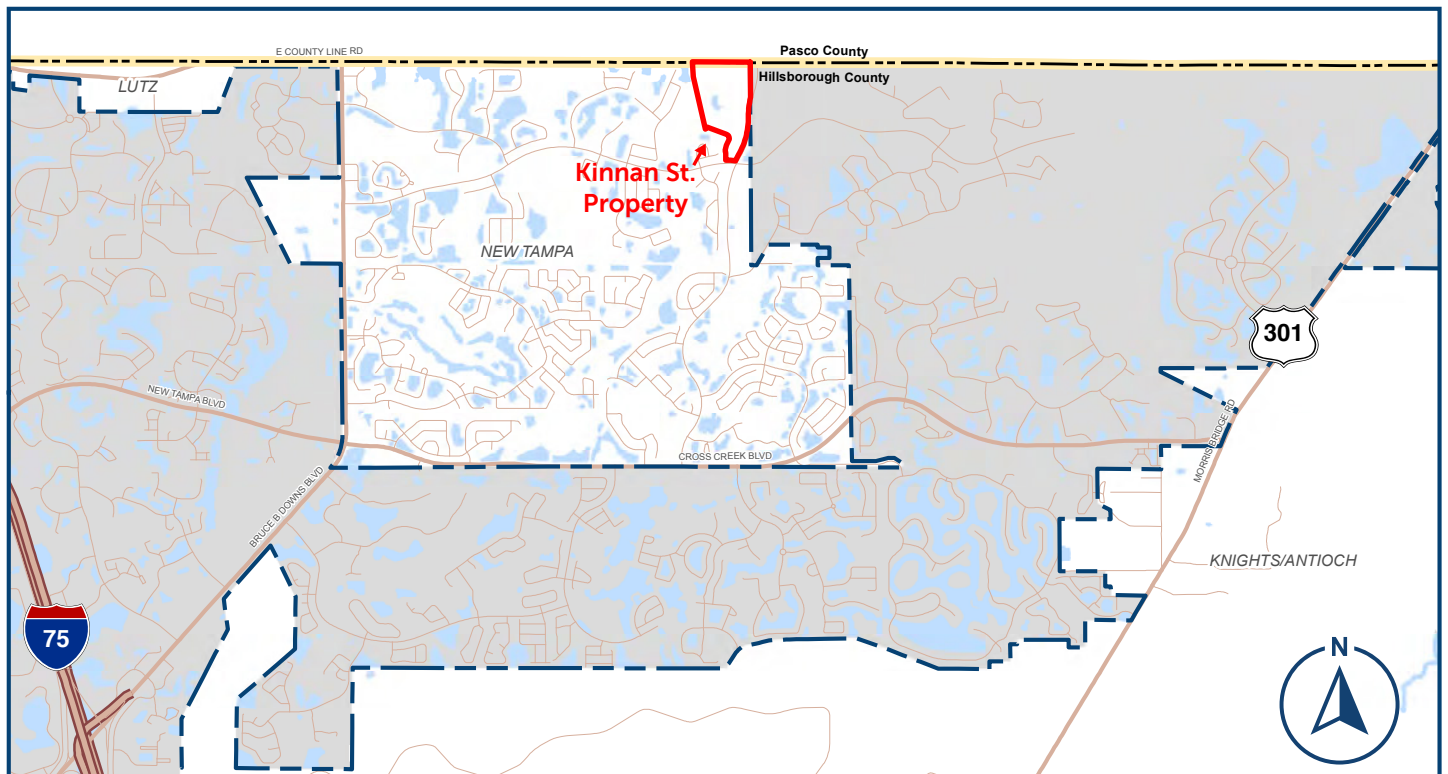 E COUNTY LINE RD
Pasco County
Hillsborough County
LUTZ
Kinnan St.
Property
NEW TAMPA
301
NEW TAMPA BLVD
MORRIS BRIDGE RD
CROSS CREEK BLVD
BRUCE B DOWNS BLVD
KNIGHTS/ANTIOCH
75
N